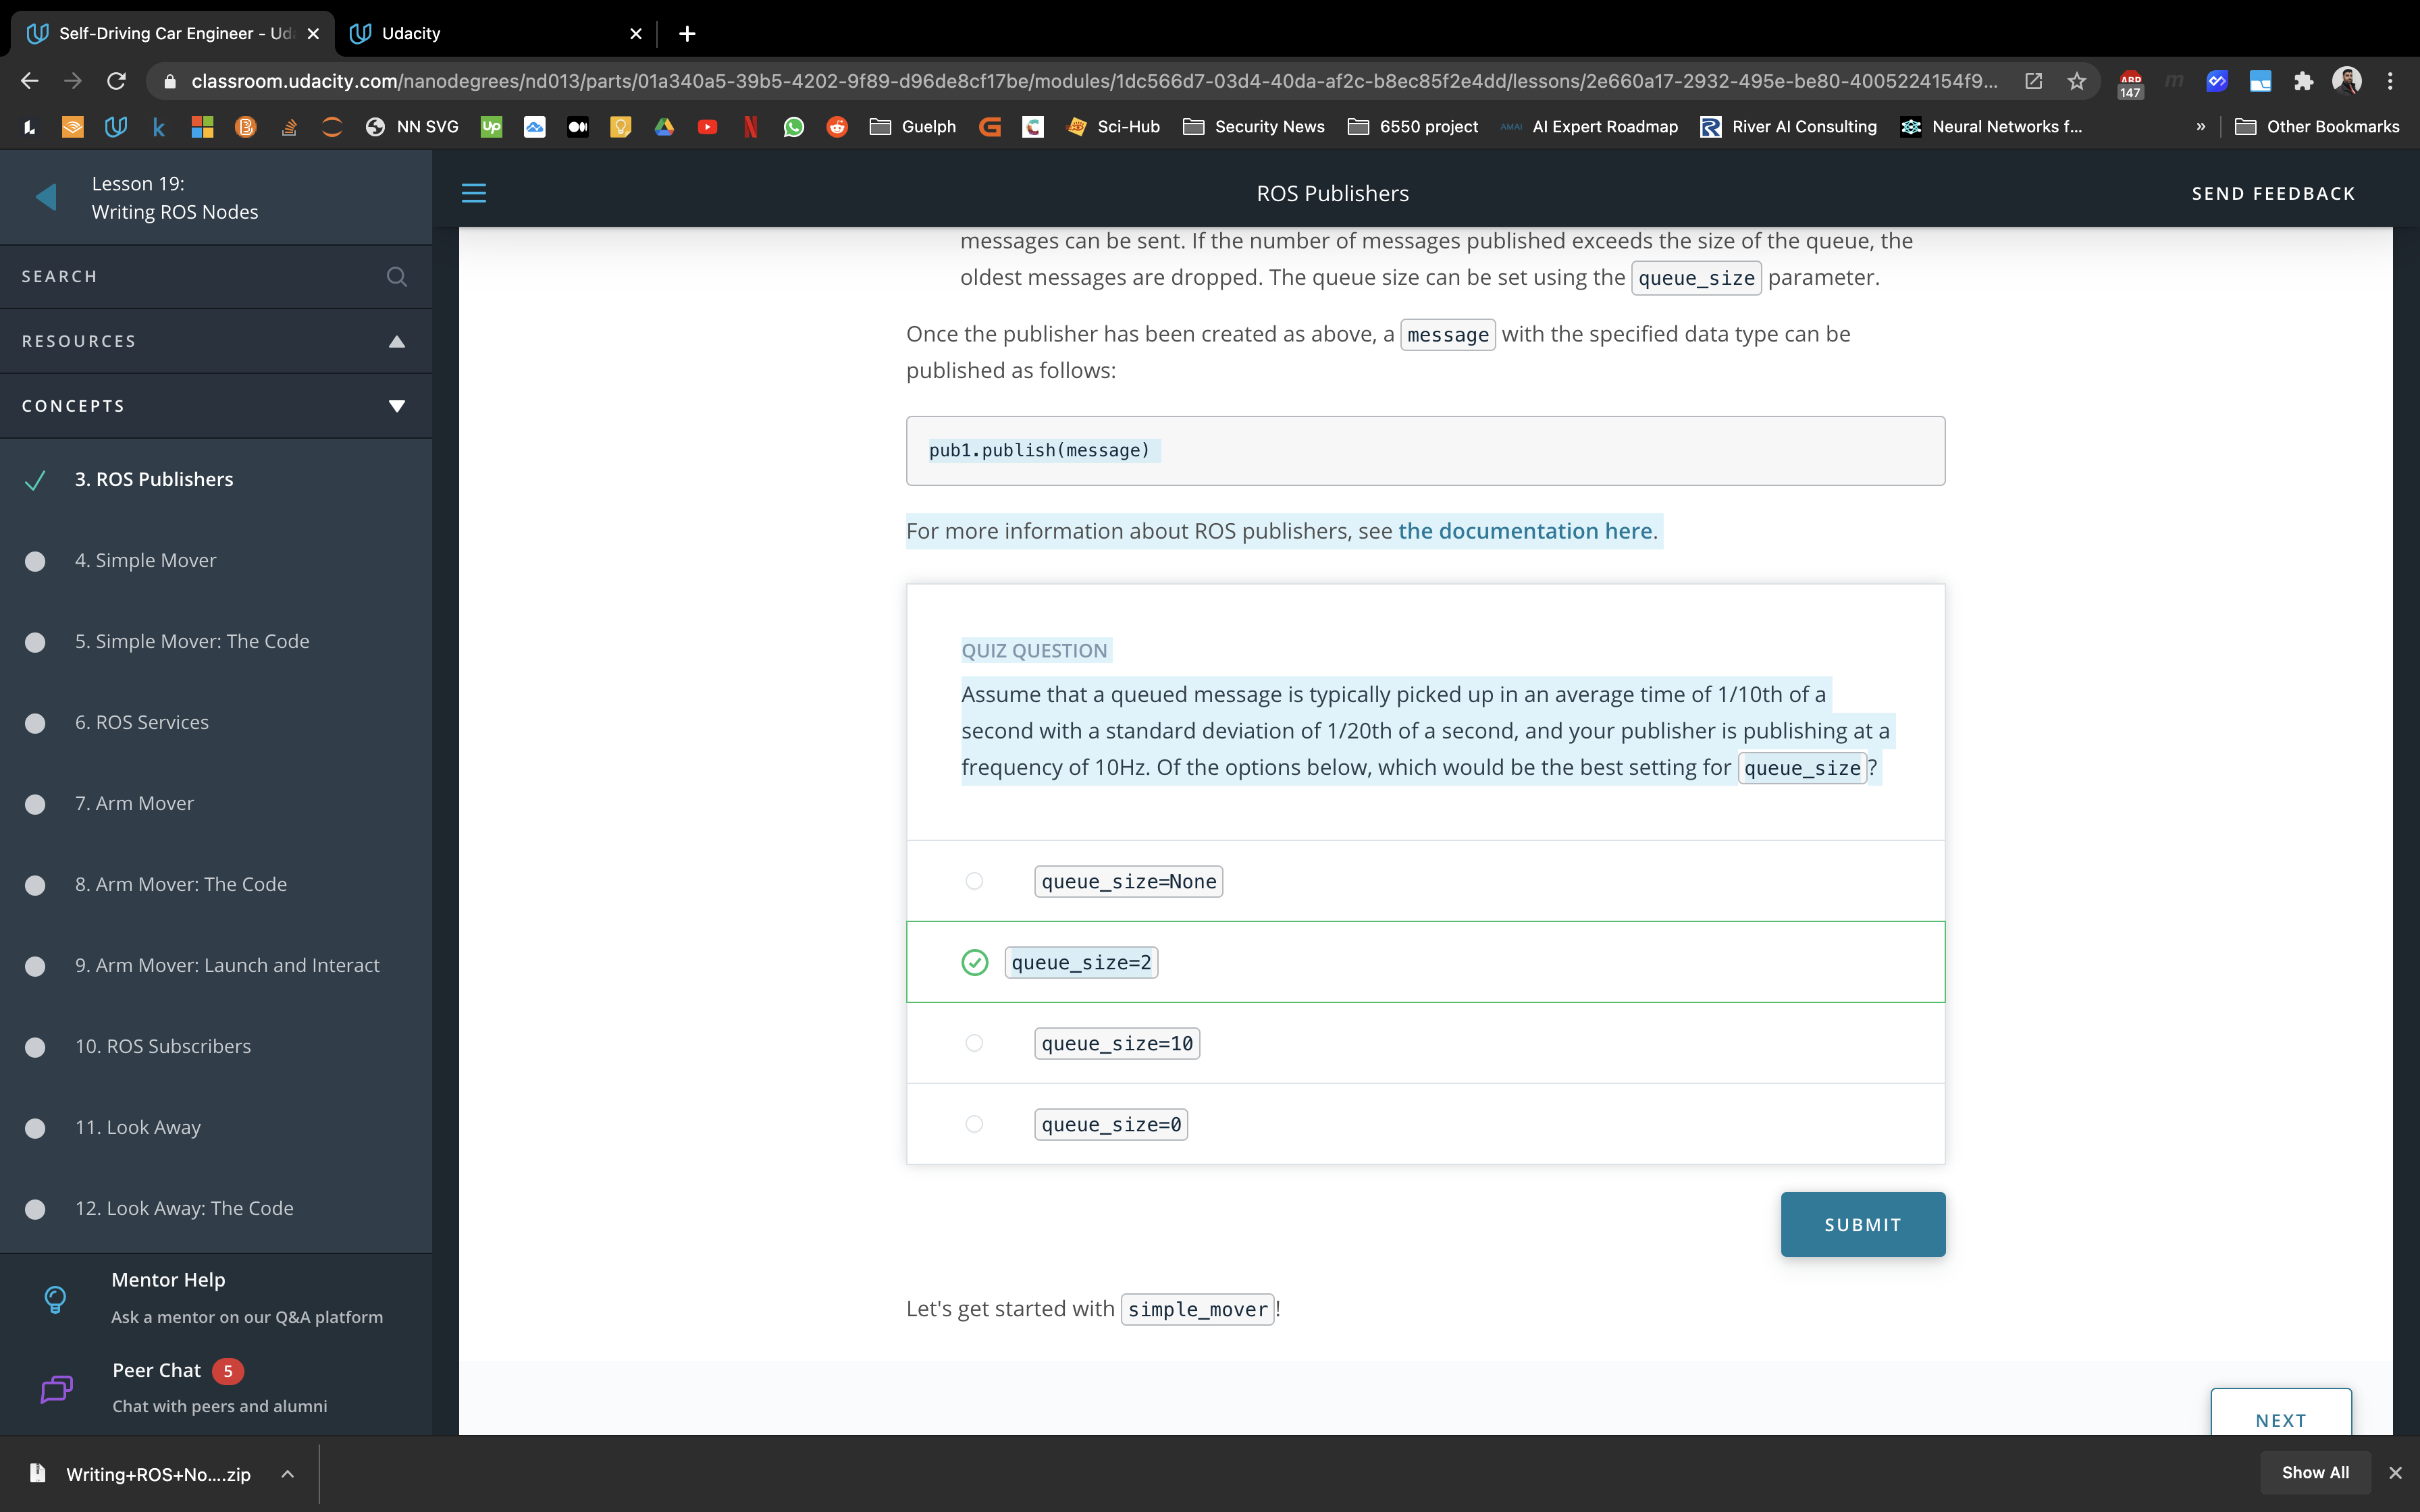 Self-Driving Car Engineer - Ud
Udacity
classroom.udacity.com/nanodegrees/nd013/parts/01a340a5-39b5-4202-9f89-d96de8cf17be/modules/1dc566d7-03d4-40da-af2c-b8ec85f2e4dd/lessons/2e660a17-2932-495e-be80-4005224154f9...
ABP
147
NN SVG
Up
Guelph
Sci-Hub
Security News
6550 project
AMAI
AI Expert Roadmap
River AI Consulting
Neural Networks f...
»
Other Bookmarks
Lesson 19:
Writing ROS Nodes
ROS Publishers
SEND FEEDBACK
SEARCH
RESOURCES
CONCEPTS
3. ROS Publishers
4. Simple Mover
5. Simple Mover: The Code
6. ROS Services
7. Arm Mover
8. Arm Mover: The Code
9. Arm Mover: Launch and Interact
10. ROS Subscribers
11. Look Away
12. Look Away: The Code
Mentor Help
Ask a mentor on our Q&A platform
Peer Chat 5
Chat with peers and alumni
messages can be sent. If the number of messages published exceeds the size of the queue, the
oldest messages are dropped. The queue size can be set using the queue_size parameter.
Once the publisher has been created as above, a message with the specified data type can be
published as follows:
pub1.publish(message)
For more information about ROS publishers, see the documentation here.
QUIZ QUESTION
Assume that a queued message is typically picked up in an average time of 1/10th of a
second with a standard deviation of 1/20th of a second, and your publisher is publishing at a
frequency of 10Hz. Of the options below, which would be the best setting for queue_size?
queue_size=None
queue_size=2
queue_size=10
queue_size=0
SUBMIT
Let's get started with simple_mover!
NEXT
Writing+ROS+No....zip
Show All